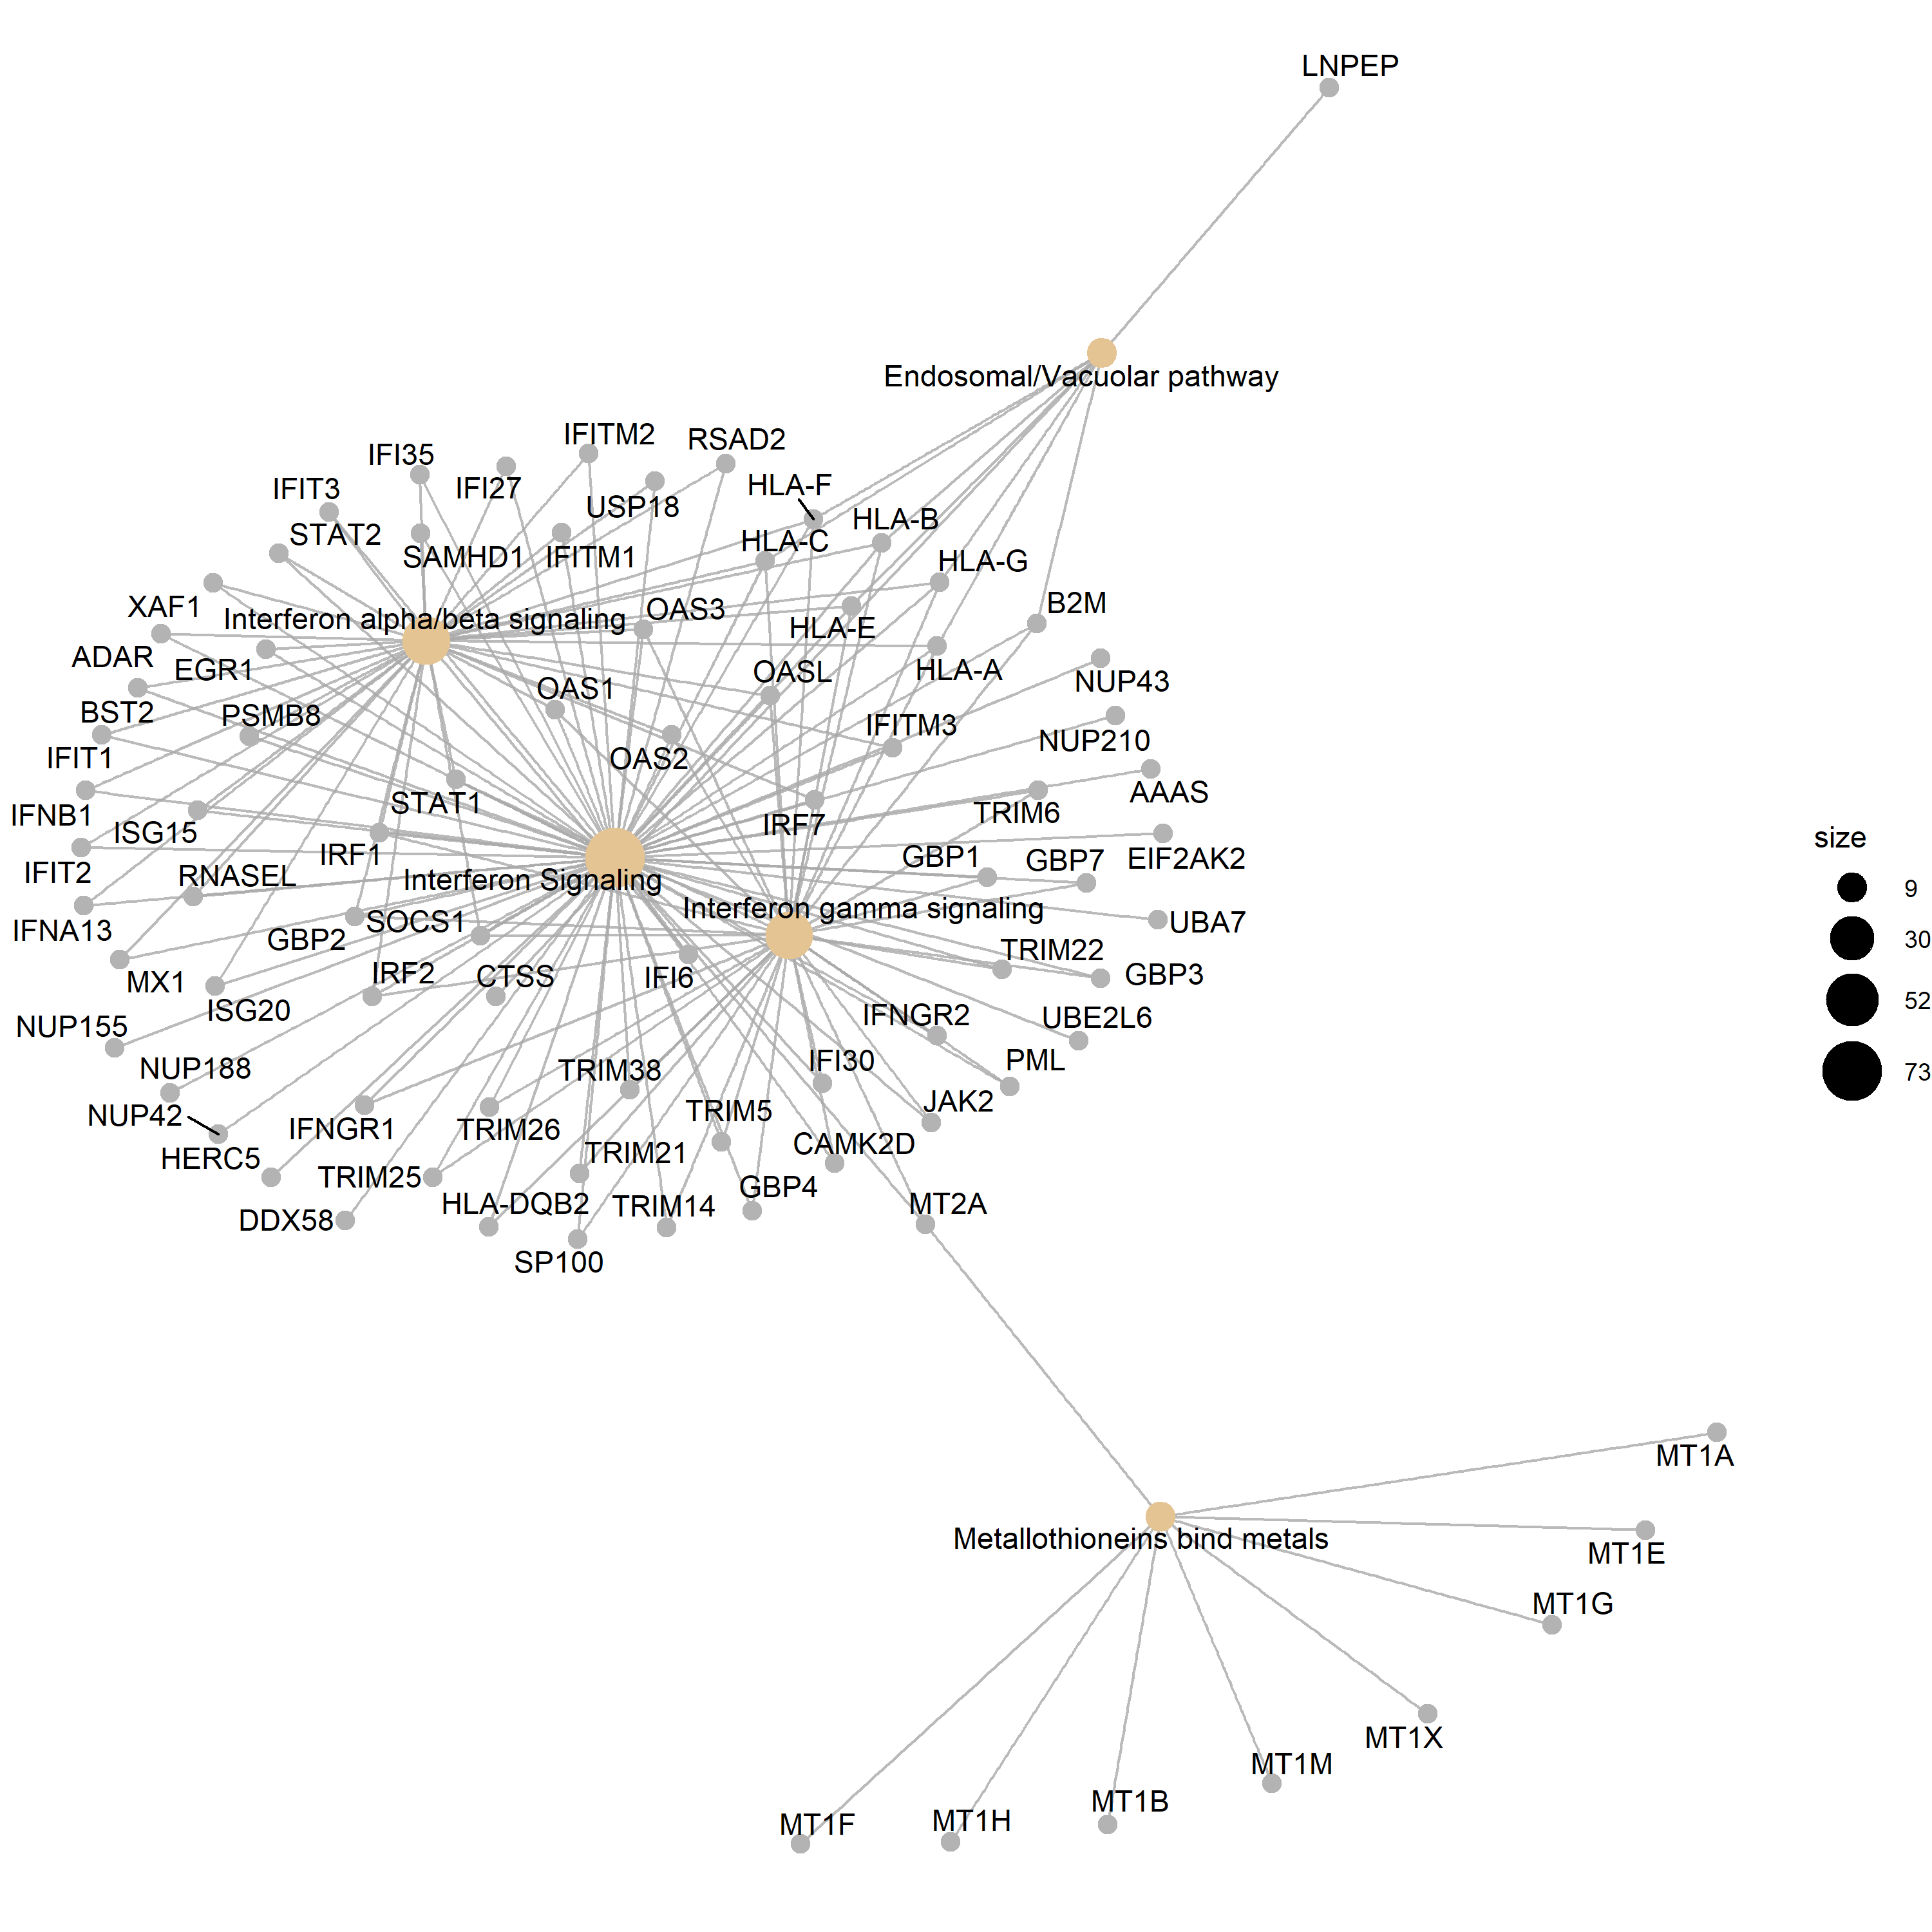 LNPEP
Endosomal/Vacuolar pathway
IFITM2
RSAD2
IFI35
IFI27
HLA-F
IFIT3
USP18
HLA-B
STAT2
HLA-C
SAMHD1
IFITM1
HLA-G
XAF1
B2M
Interferon alpha/beta signaling
OAS3
HLA-E
ADAR
EGR1
HLA-A
OASL
NUP43
OAS1
BST2
PSMB8
IFITM3
NUP210
IFIT1
OAS2
AAAS
STAT1
TRIM6
IFNB1
ISG15
IRF7
size
IRF1
GBP1
GBP7
EIF2AK2
IFIT2
RNASEL
Interferon Signaling
9
Interferon gamma signaling
SOCS1
UBA7
IFNA13
GBP2
30
TRIM22
IRF2
CTSS
IFI6
GBP3
MX1
52
ISG20
IFNGR2
UBE2L6
NUP155
IFI30
PML
NUP188
TRIM38
73
JAK2
NUP42
TRIM5
IFNGR1
TRIM26
CAMK2D
HERC5
TRIM21
TRIM25
GBP4
HLA-DQB2
TRIM14
MT2A
DDX58
SP100
MT1A
Metallothioneins bind metals
MT1E
MT1G
MT1X
MT1M
MT1B
MT1H
MT1F